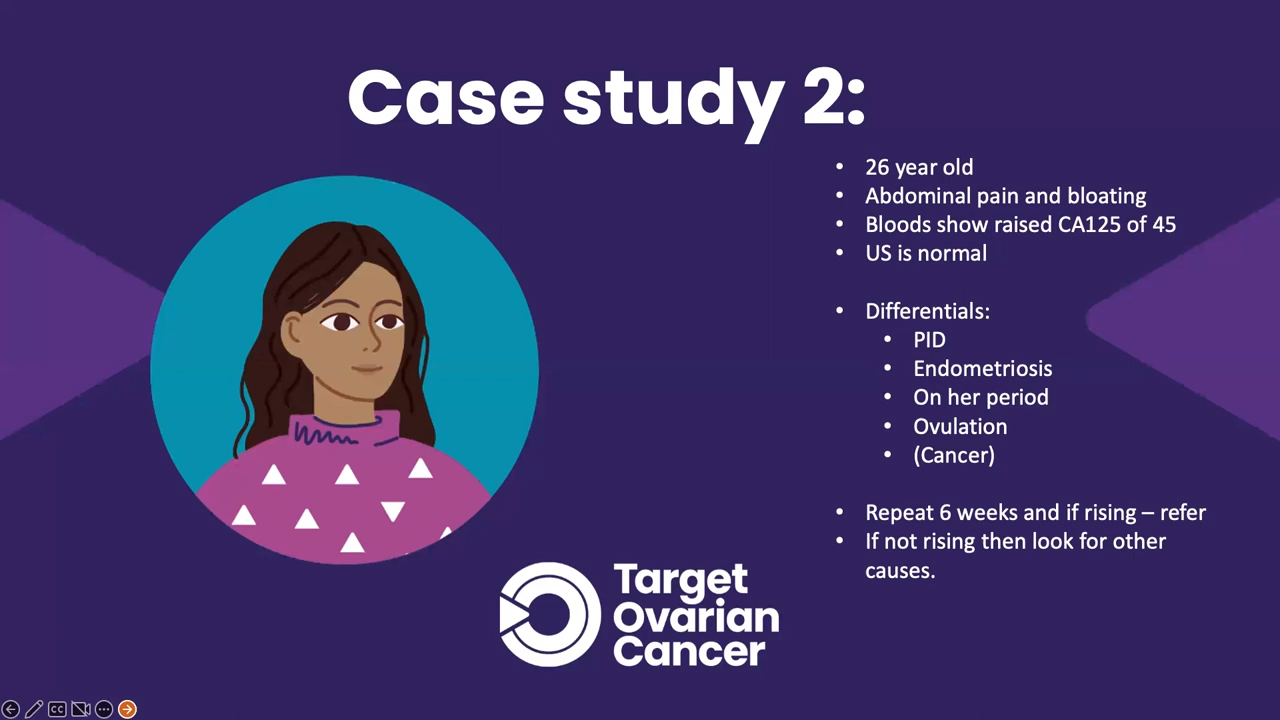 Case study 2:
• 26 year old
• Abdominal pain and bloating
• Bloods show raised CA125 of 45
• US is normal
• Differentials:
• PID
• Endometriosis
• On her period
• Ovulation
• (Cancer)
• Repeat 6 weeks and if rising – refer
• If not rising then look for other
causes.
Target
Ovarian
Cancer
CC